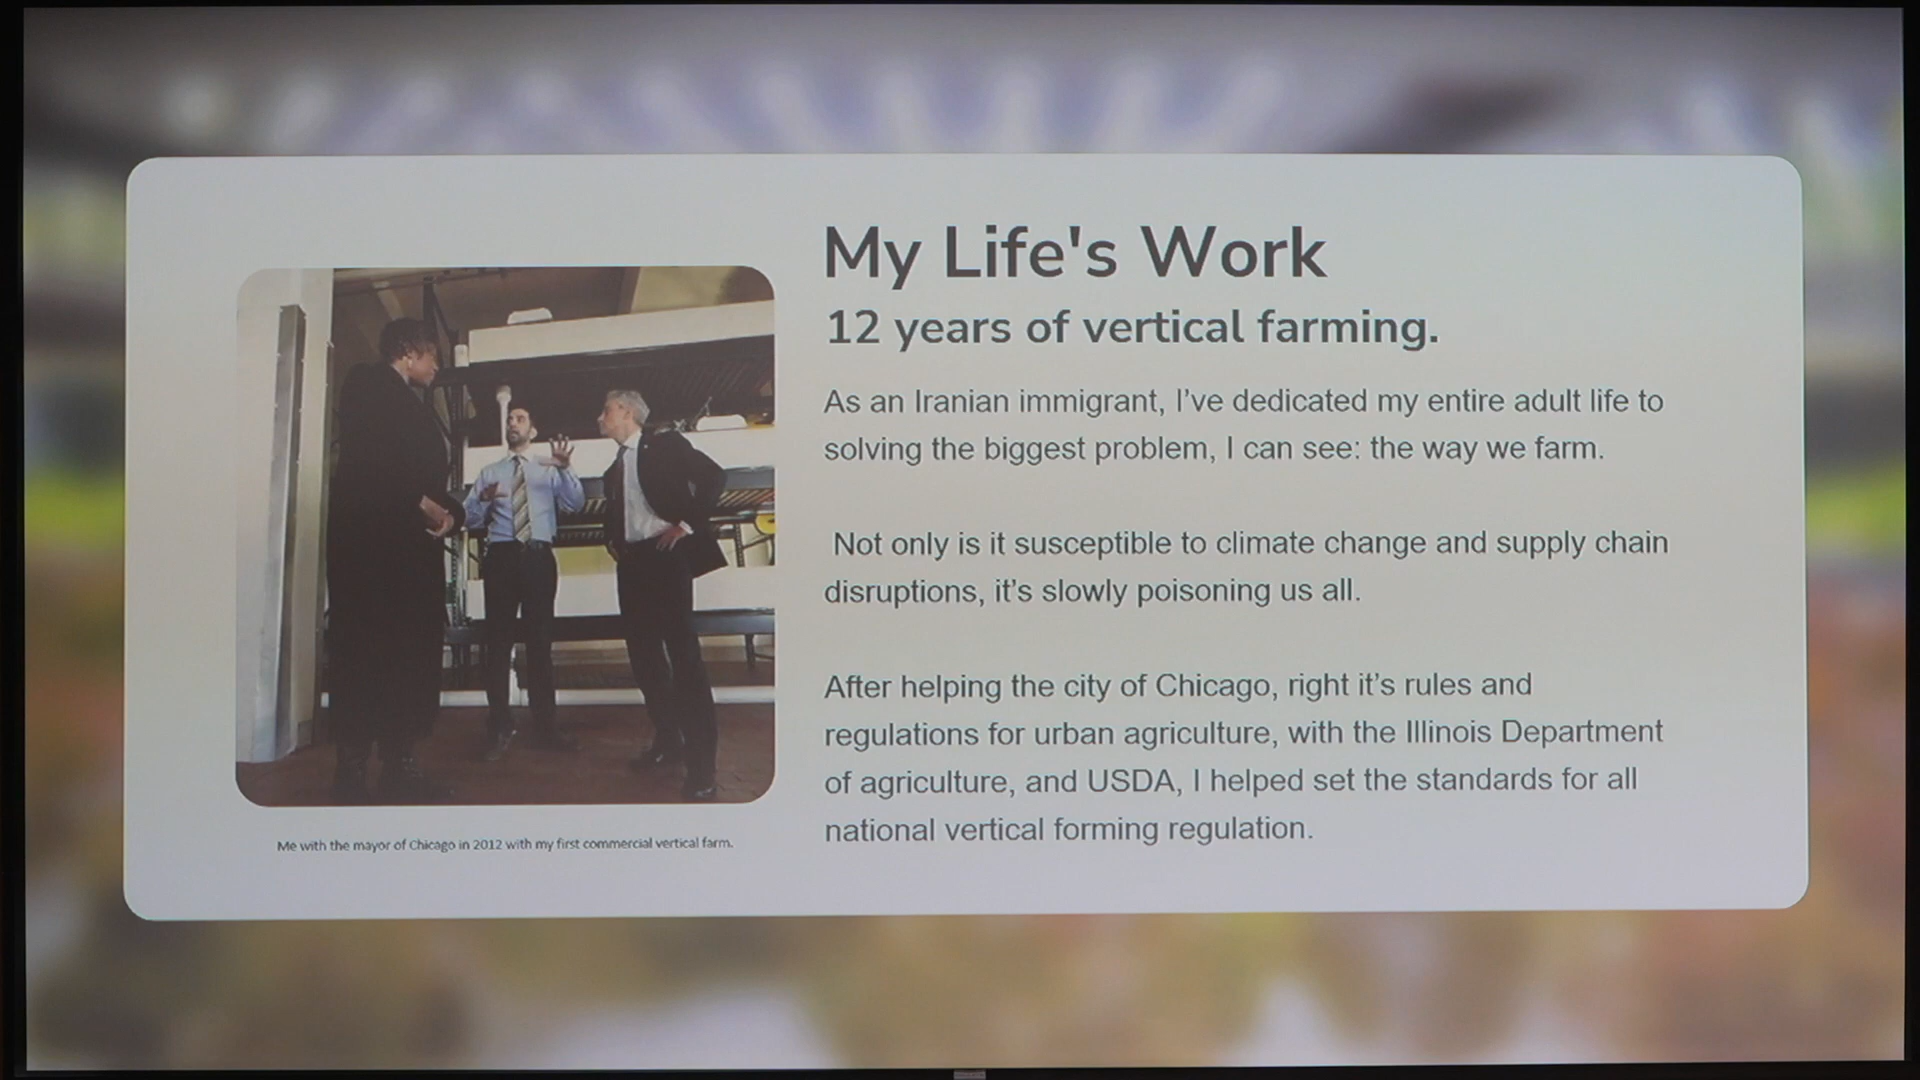 My Life's Work
12 years of vertical farming.
As an Iranian immigrant, I've dedicated my entire adult life to
solving the biggest problem, I can see: the way we farm.
Not only is it susceptible to climate change and supply chain
disruptions, it's slowly poisoning us all.
After helping the city of Chicago, right it's rules and
regulations for urban agriculture, with the Illinois Department
of agriculture, and USDA, I helped set the standards for all
national vertical forming regulation.
Me with the mayor of Chicago in 2012 with my first commercial vertical farm.